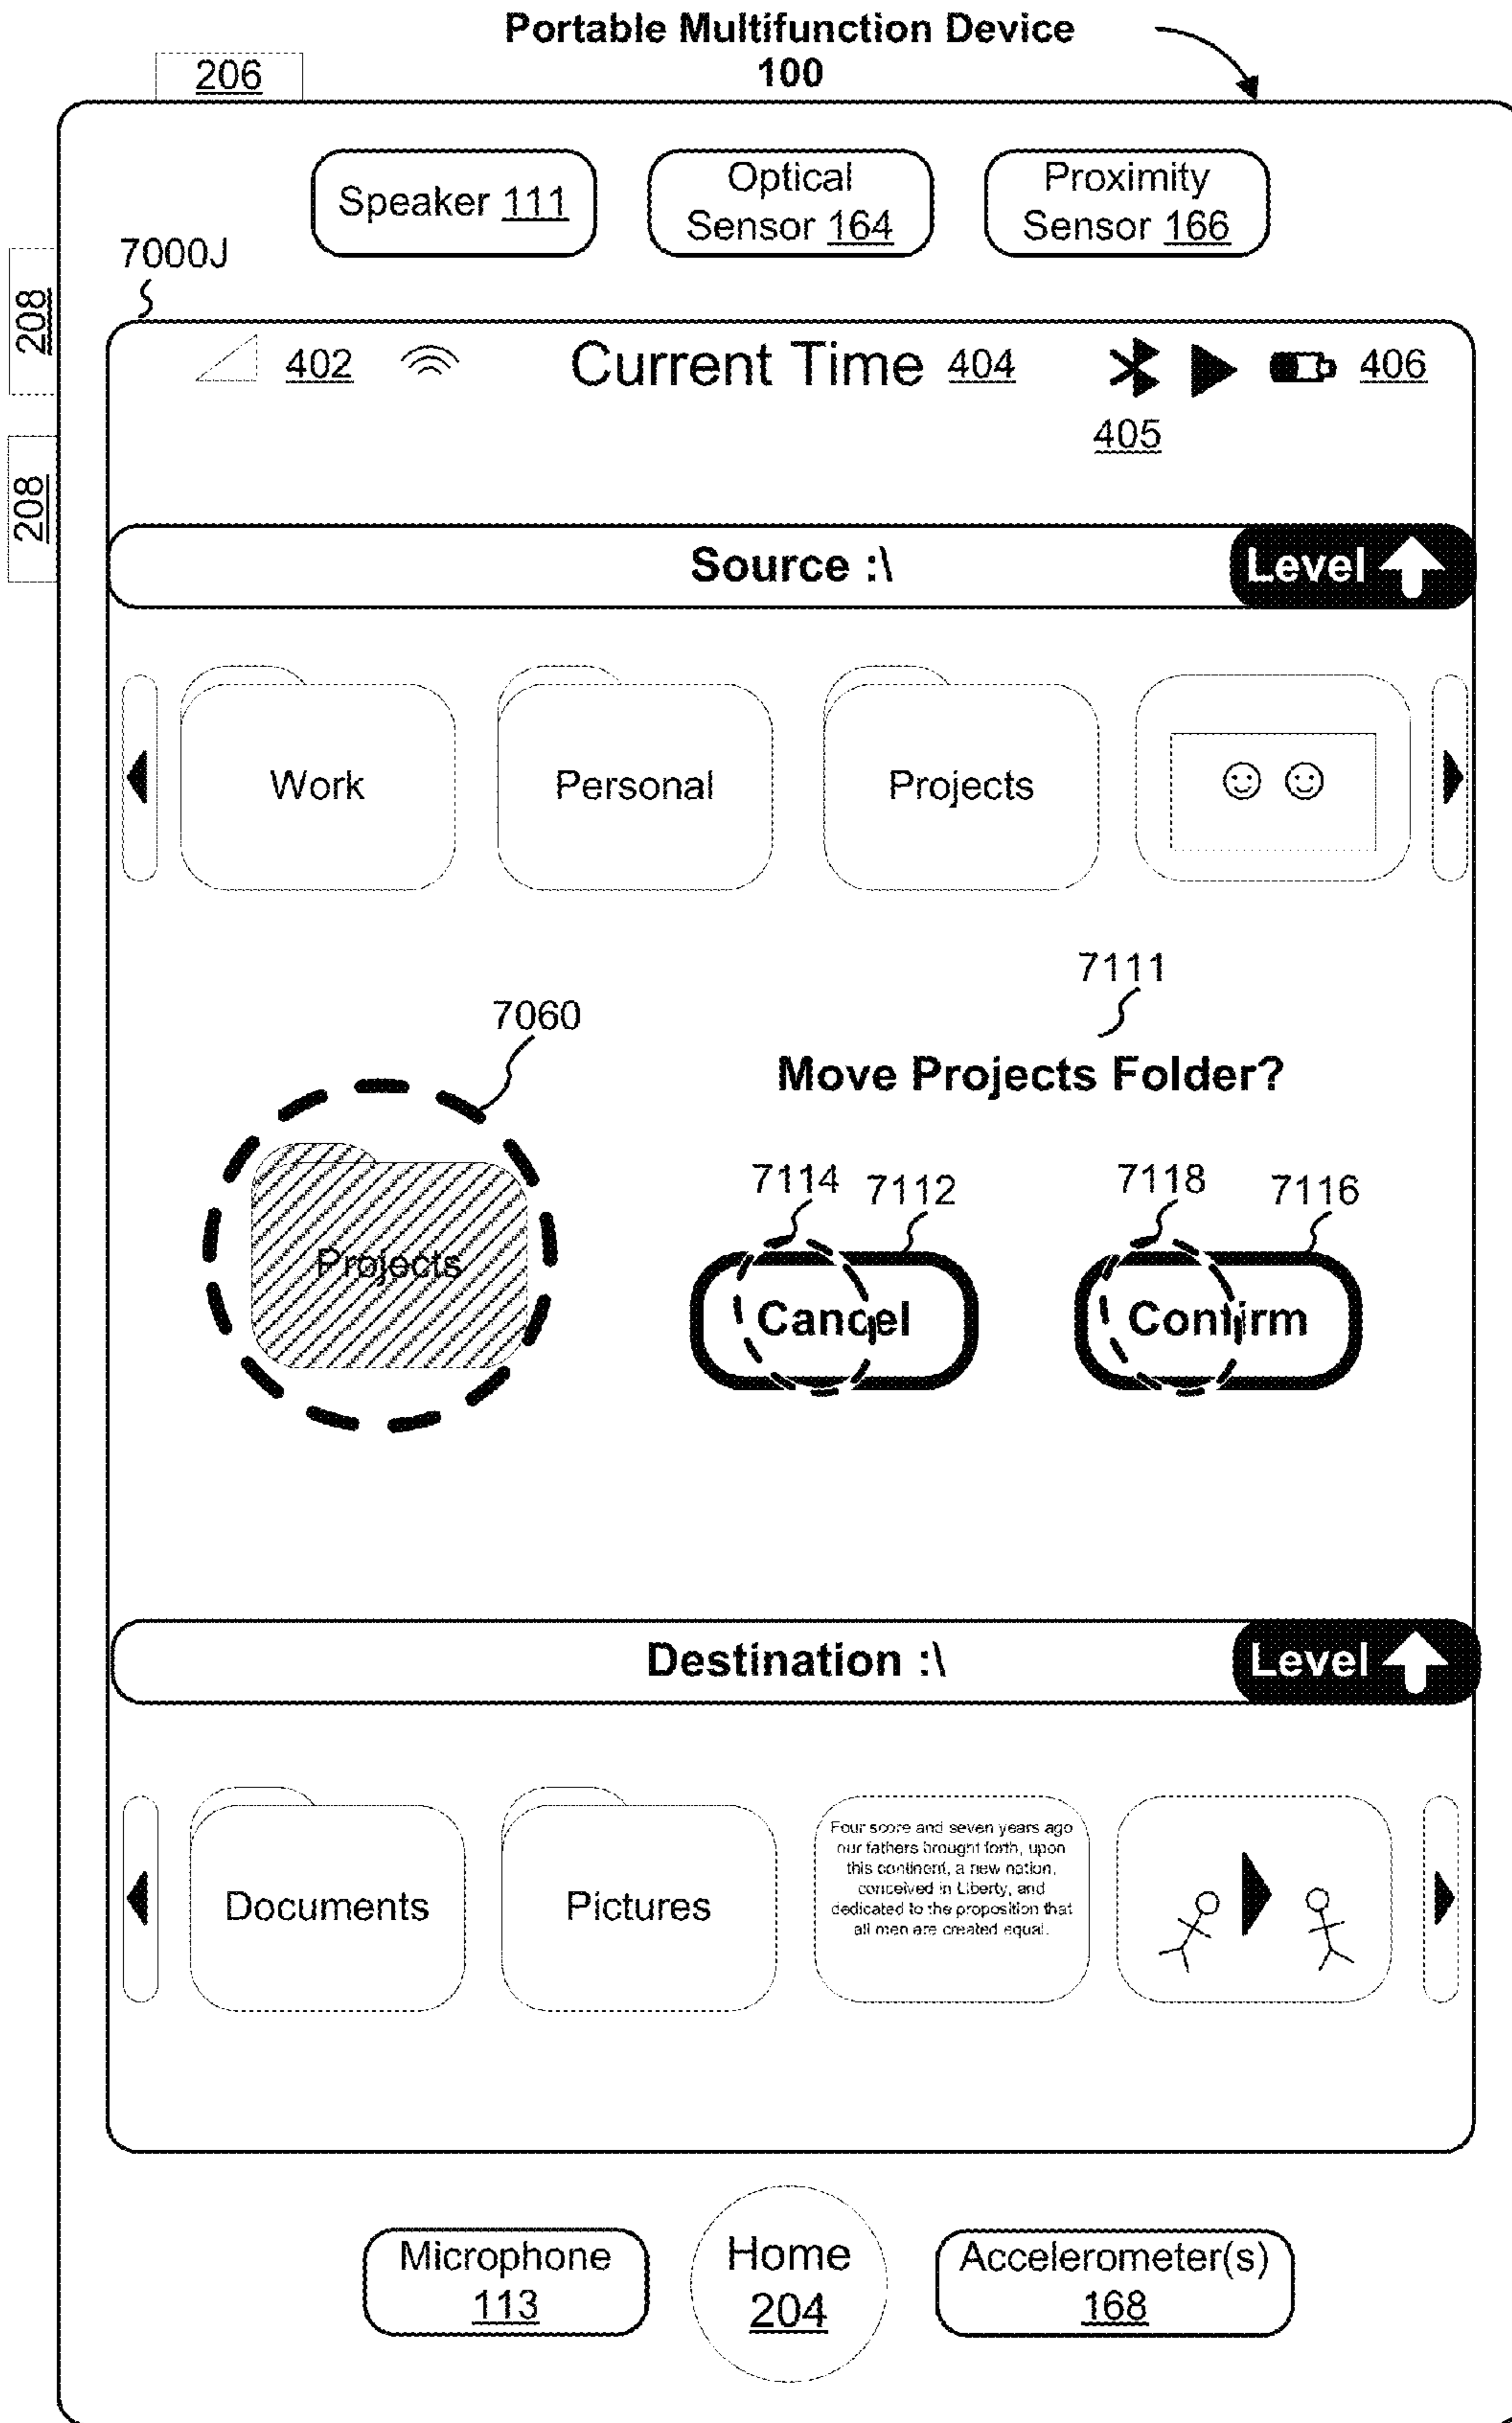 Portable Multifunction Device
100
206
Speaker 111
Optical
Sensor 164
Proximity
Sensor 166
7000J
208
208
402
Current Time 404
406
405
Source :\
Level
Work
Personal
Projects
7111
7060
Move Projects Folder?
7114
7112
7118
7116
Projects
Cancel
Confirm
Destination :\
Level
Documents
Pictures
Four score and seven years ago
our fathers brought forth, upon
this continent, a new nation,
conceived in Liberty, and
dedicated to the proposition that
all men are created equal.
Microphone
113
Home
204
Accelerometer(s)
168